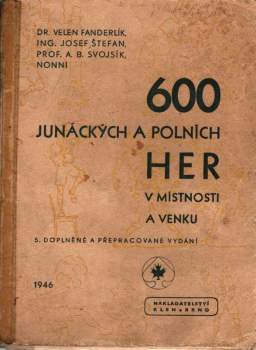 DR. VELEN FANDERLÍK,
ING. JOSEF ŠTEFAN,
PROF. A. B. SVOJSÍK,
NONNI
600
JUNÁCKÝCH A POLNÍCH
HER
V MÍSTNOSTI
A VENKU
5. DOPLNĚNÉ A PŘEPRACOVANÉ VYDÁNÍ
1946
NAKLADATELSTVÍ
KLEN V BRNO